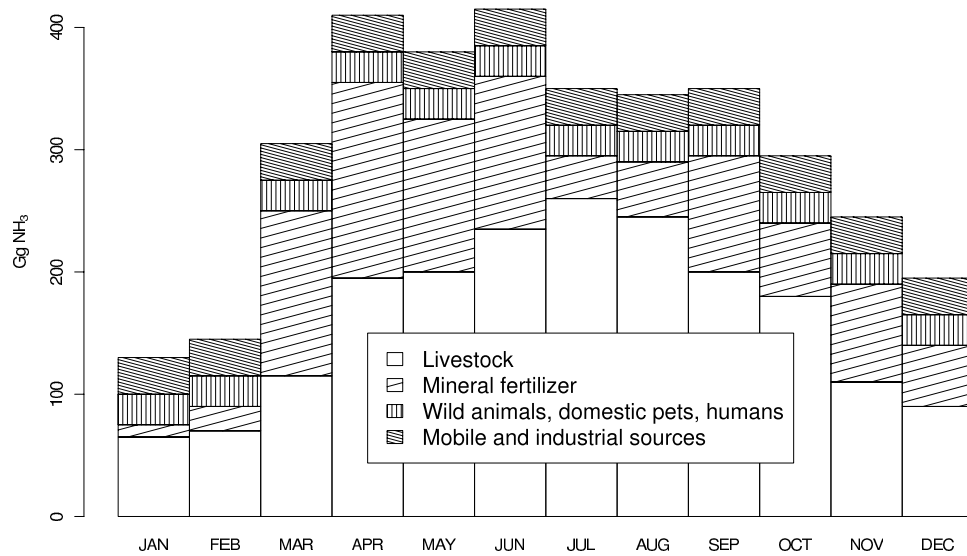 400
300
200
100
0
Gg NH₃
Livestock
Mineral fertilizer
Wild animals, domestic pets, humans
Mobile and industrial sources
JAN FEB MAR APR MAY JUN JUL AUG SEP OCT NOV DEC